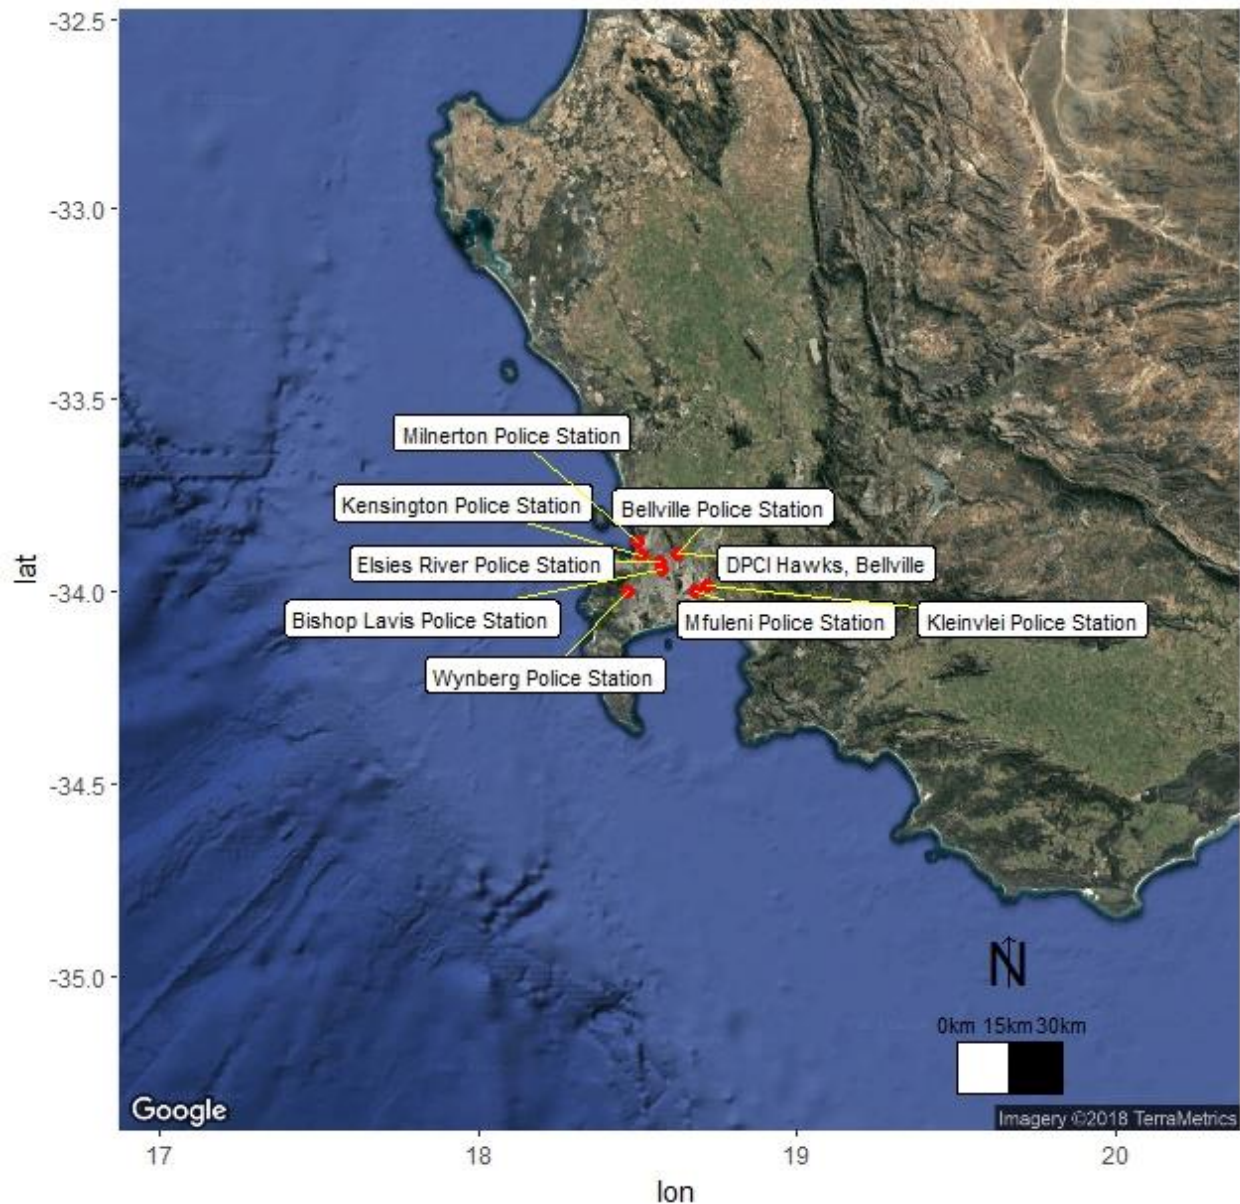 -32.5
-33.0
-33.5
Milnerton Police Station
Kensington Police Station
Bellville Police Station
Elsies River Police Station
DPCI Hawks, Bellville
lat
-34.0
Bishop Lavis Police Station
Mfuleni Police Station
Kleinvlei Police Station
Wynberg Police Station
-34.5
-35.0
N
0km 15km 30km
Google
Imagery ©2018 TerraMetrics
17 18 19 20
lon